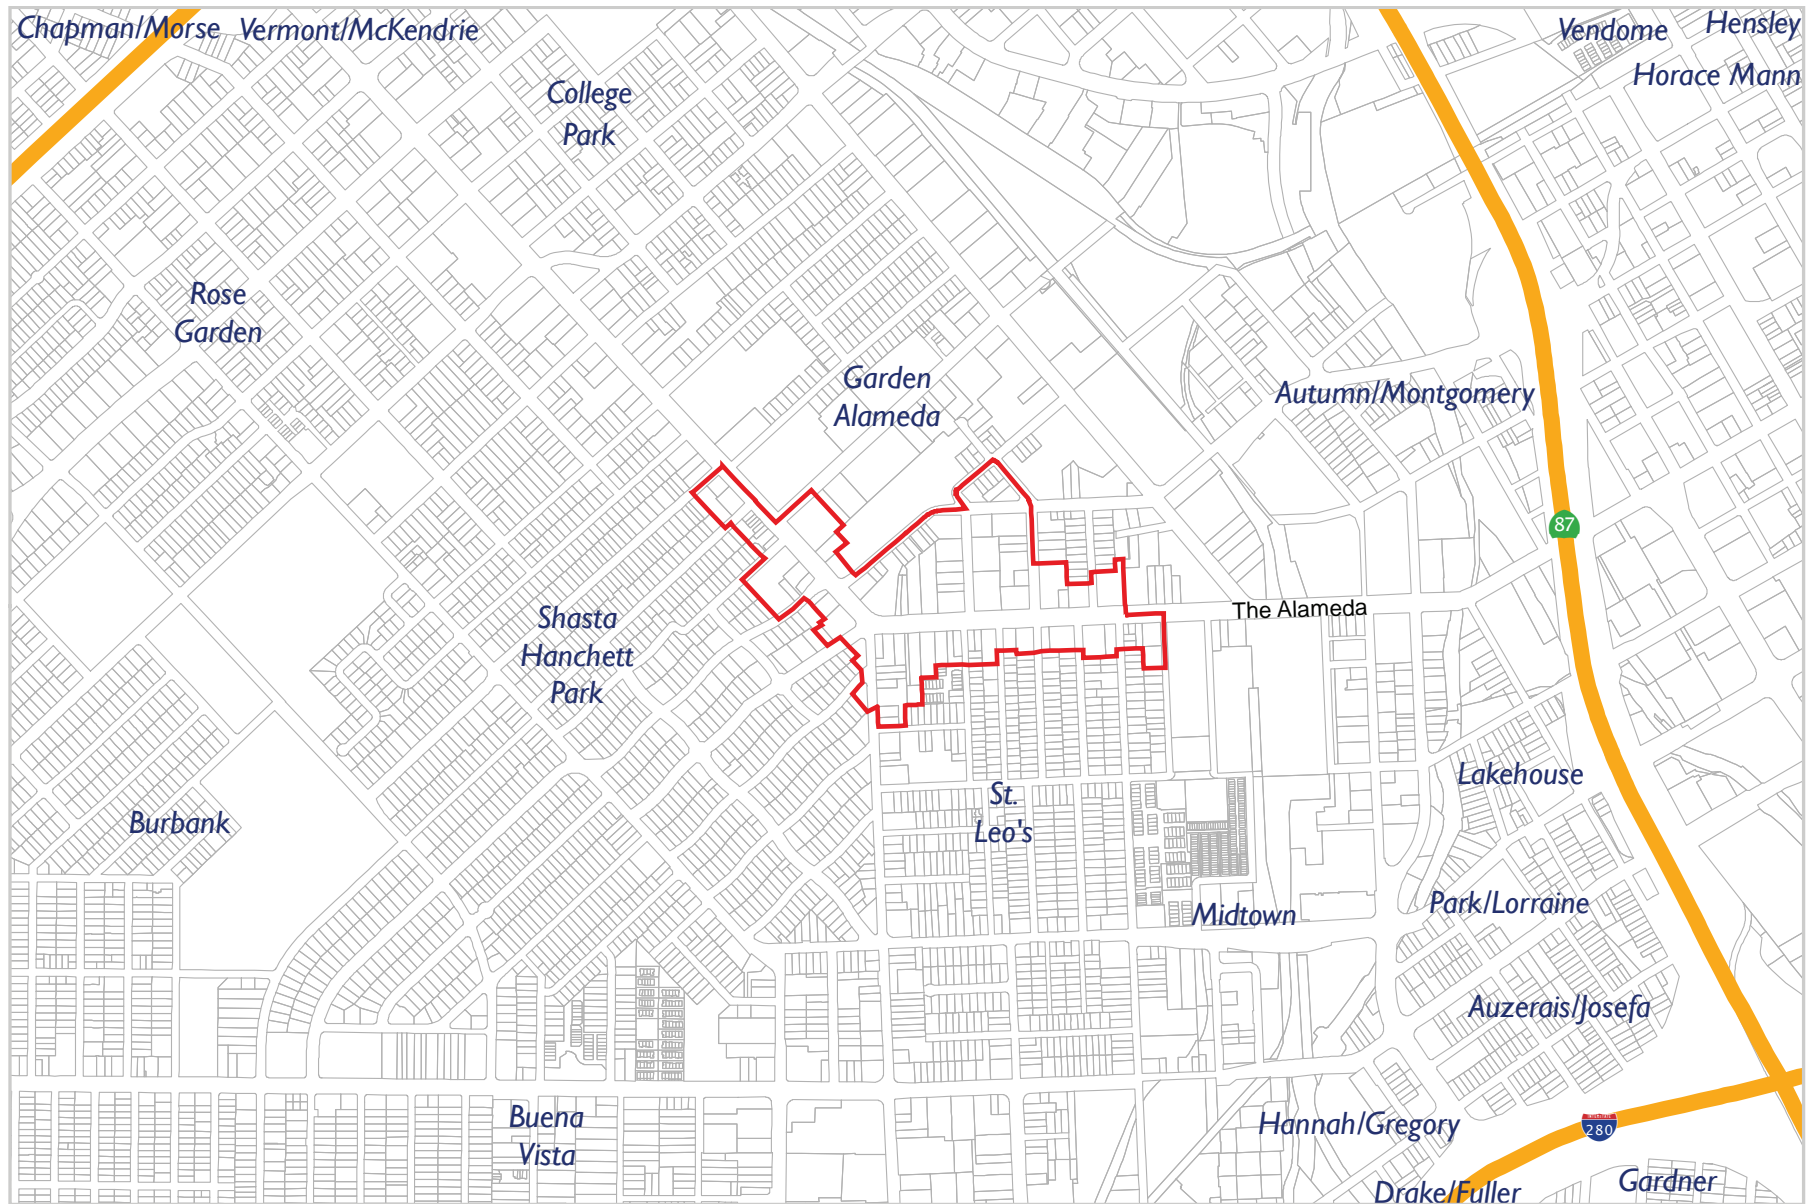 Chapman/Morse
Vermont/McKendrie
Vendome
Hensley
Horace Mann
College
Park
Rose
Garden
Garden
Alameda
Autumn/Montgomery
87
The Alameda
Shasta
Hanchett
Park
Lakehouse
St.
Leo's
Burbank
Park/Lorraine
Midtown
Auzerais/Josefa
Buena
Vista
Hannah/Gregory
280
Gardner
Drake/Fuller